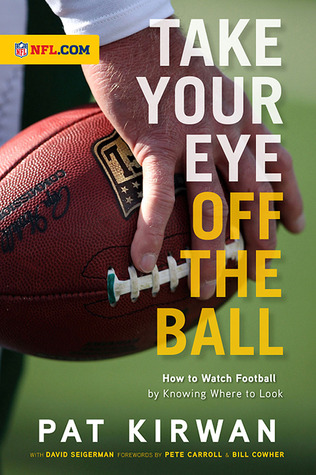 NFL.COM
TAKE
YOUR
EYE
OFF
THE
BALL
How to Watch Football
by Knowing Where to Look
PAT KIRWAN
WITH DAVID SEIGERMAN FOREWORDS BY PETE CARROLL & BILL COWHER